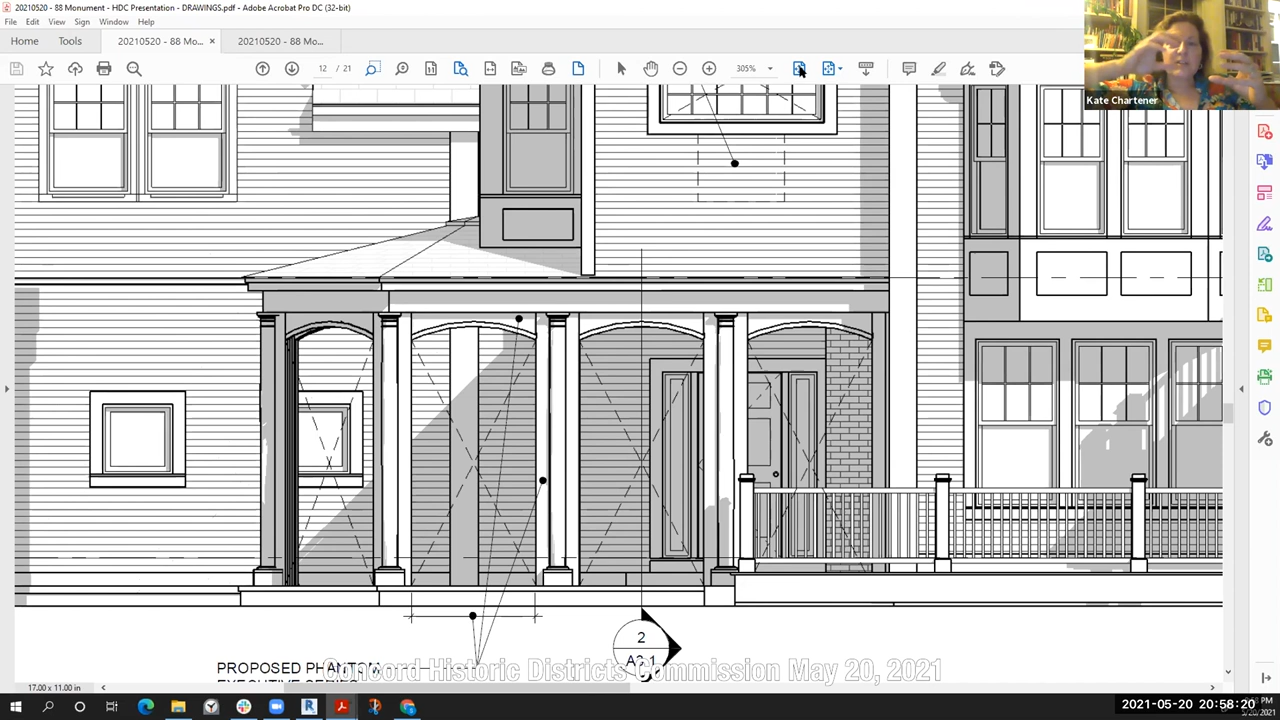 20210520 - 88 Monument - HDC Presentation - DRAWINGS.pdf - Adobe Acrobat Pro DC (32-bit)
File Edit View Sign Window Help
Home Tools 20210520 - 88 Mo... × 20210520 - 88 Mo...
12 / 21 305%
Kate Chartener
2
PROPOSED PHANTOM
Concord Historic Districts Commission May 20, 2021
EXECUTIVE SERIES
17.00 x 11.00 in
2021-05-20 20:58:20